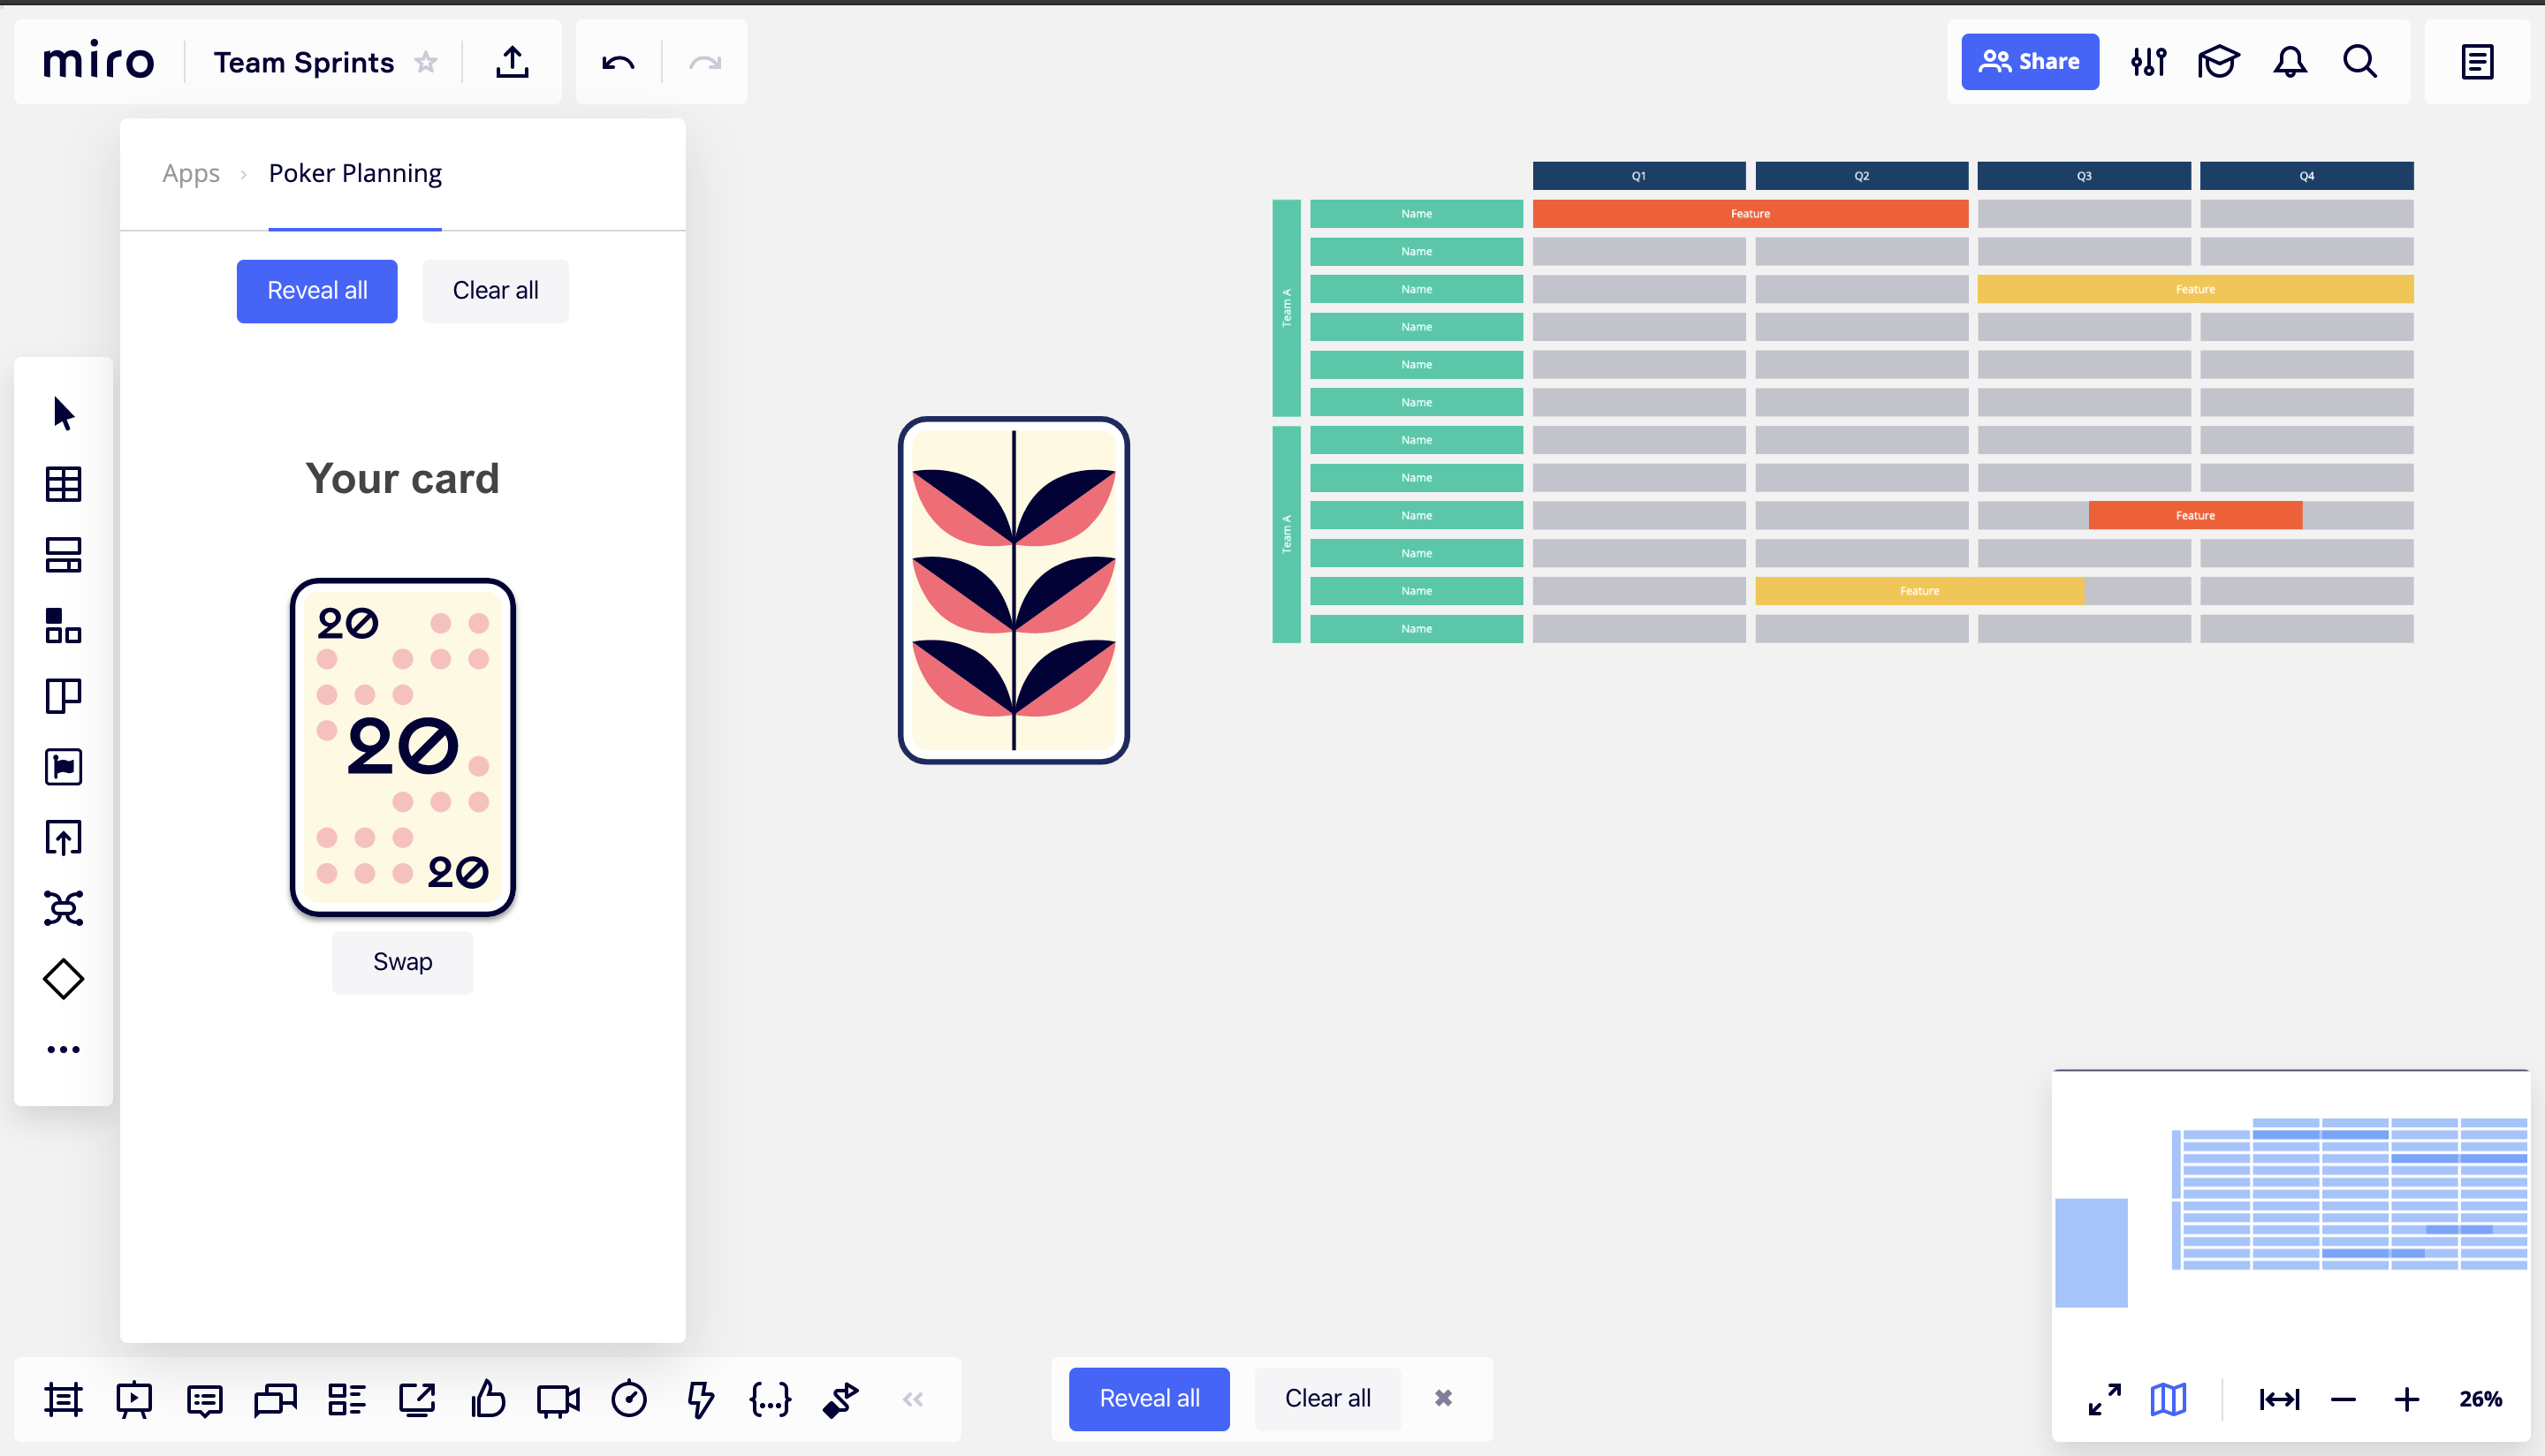 miro
Team Sprints
Share
Apps > Poker Planning
Reveal all
Clear all
Your card
20
20
20
Swap
Q1 Q2 Q3 Q4
Team A
Name Feature
Name
Name Feature
Name
Name
Name
Team A
Name
Name
Name Feature
Name
Name Feature
Name
Reveal all
Clear all
26%